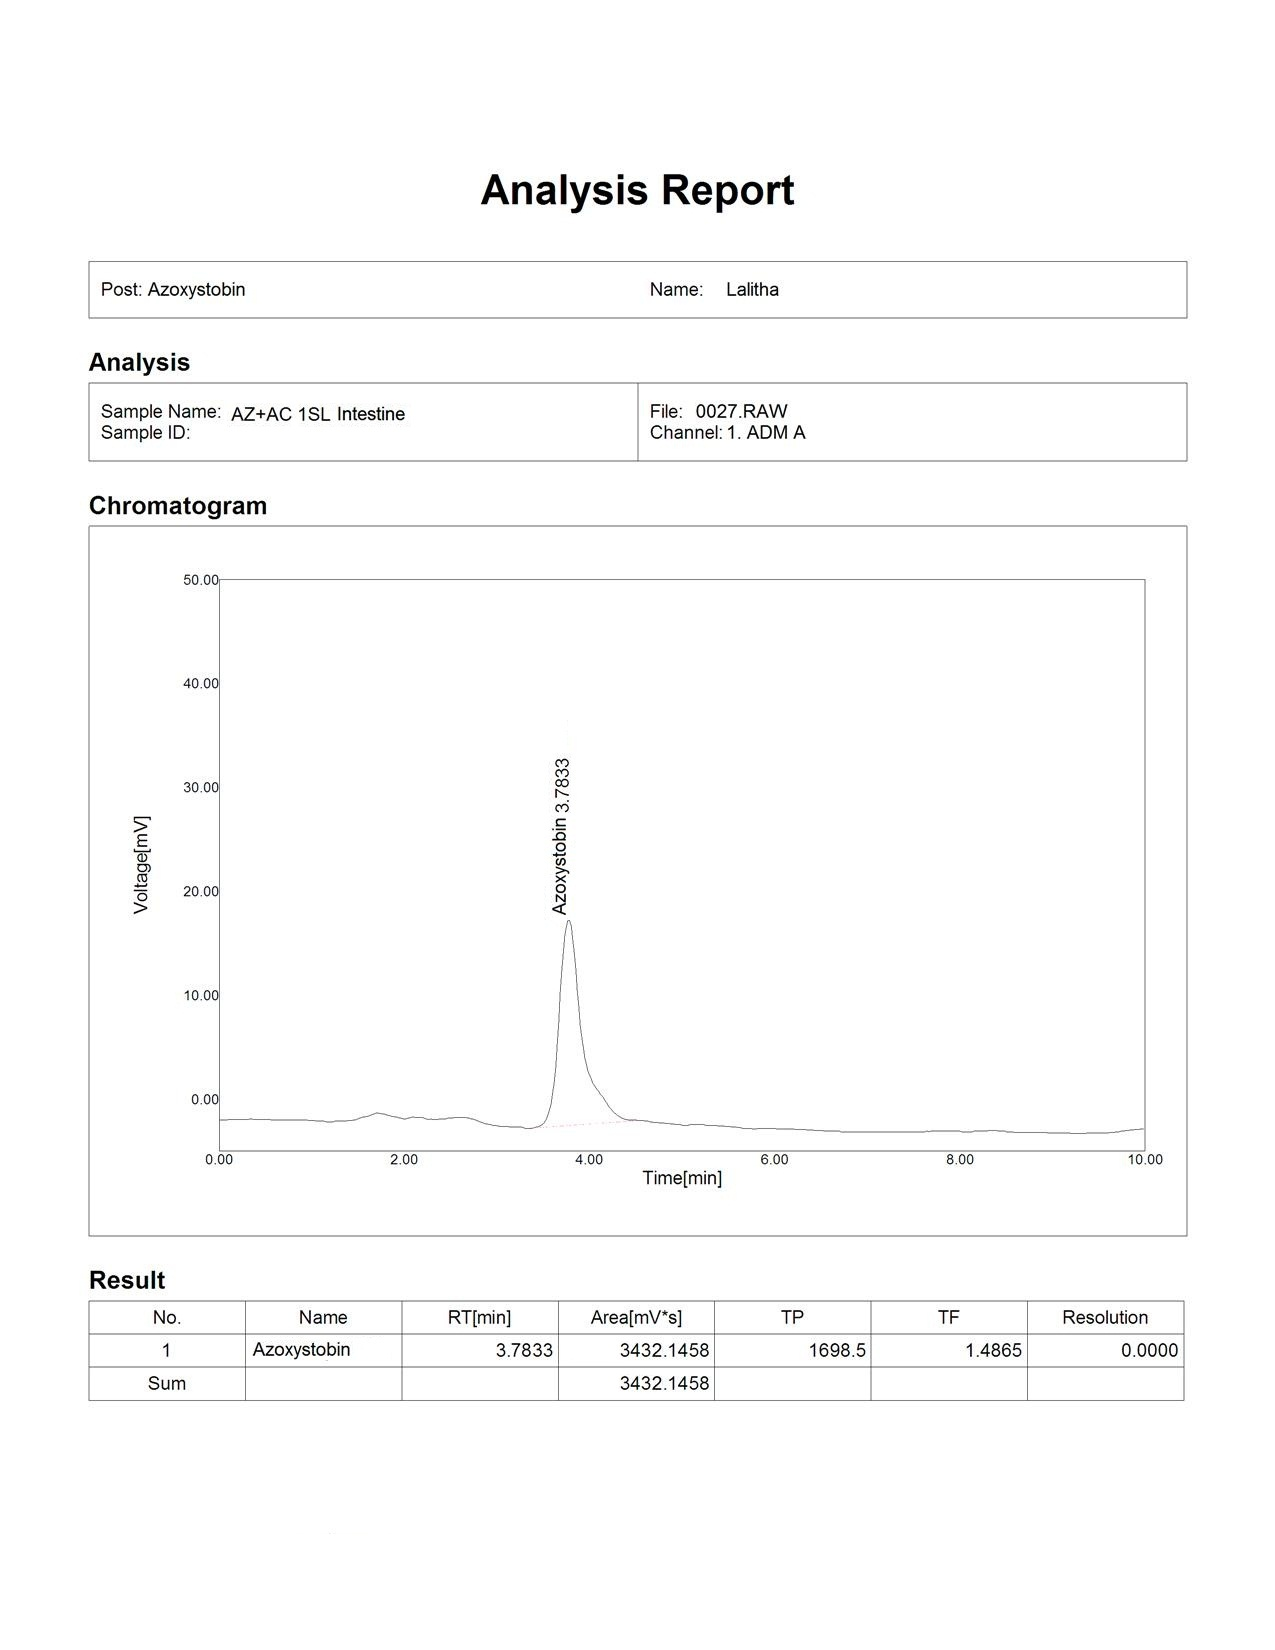 Analysis Report
Post: Azoxystobin Name: Lalitha
Analysis
Sample Name: AZ+AC 1SL Intestine
Sample ID:
File: 0027.RAW
Channel: 1. ADM A
Chromatogram
50.00
40.00
30.00
20.00
10.00
0.00
Voltage[mV]
Azoxystobin 3.7833
0.00 2.00 4.00 6.00 8.00 10.00
Time[min]
Result
No. Name RT[min] Area[mV*s] TP TF Resolution
1 Azoxystobin 3.7833 3432.1458 1698.5 1.4865 0.0000
Sum 3432.1458